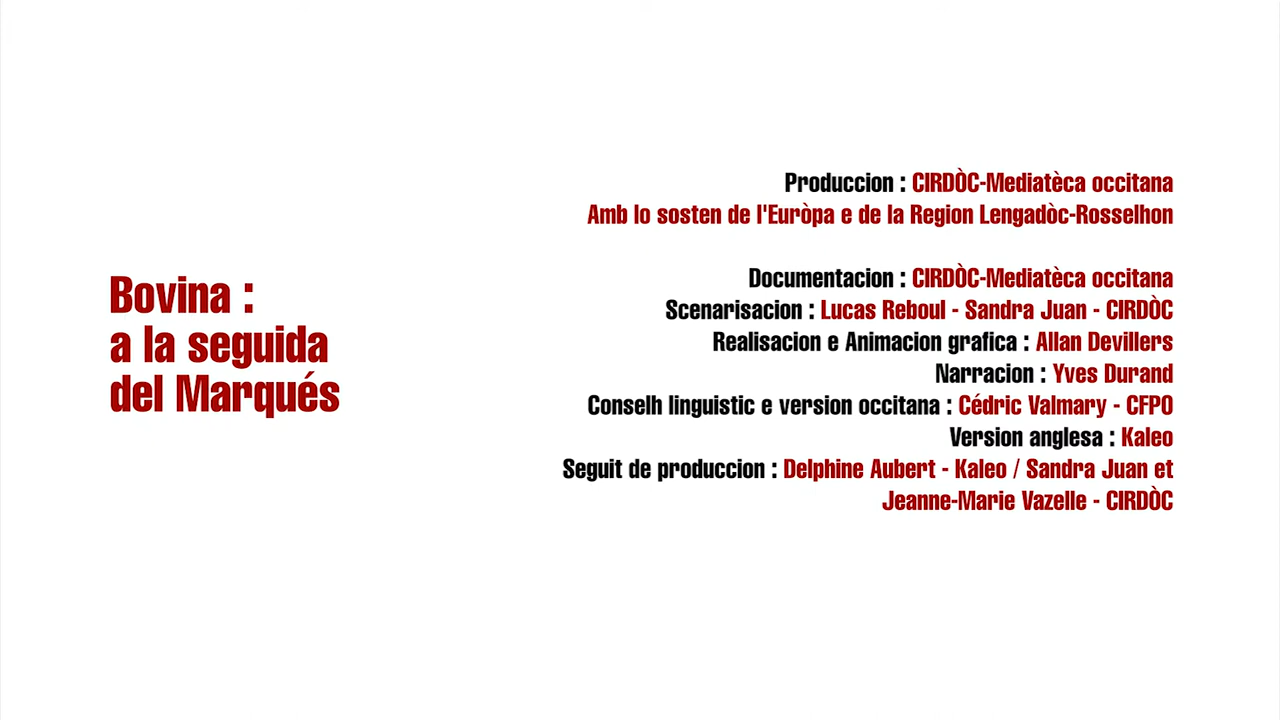 Bovina :
a la seguida
del Marqués
Produccion : CIRDÒC-Mediatèca occitana
Amb lo sosten de l'Euròpa e de la Region Lengadòc-Rosselhon
Documentacion : CIRDÒC-Mediatèca occitana
Scenarisacion : Lucas Reboul - Sandra Juan - CIRDÒC
Realisacion e Animacion grafica : Allan Devillers
Narracion : Yves Durand
Conselh linguistic e version occitana : Cédric Valmary - CFPO
Version anglesa : Kaleo
Seguit de produccion : Delphine Aubert - Kaleo / Sandra Juan et
Jeanne-Marie Vazelle - CIRDÒC